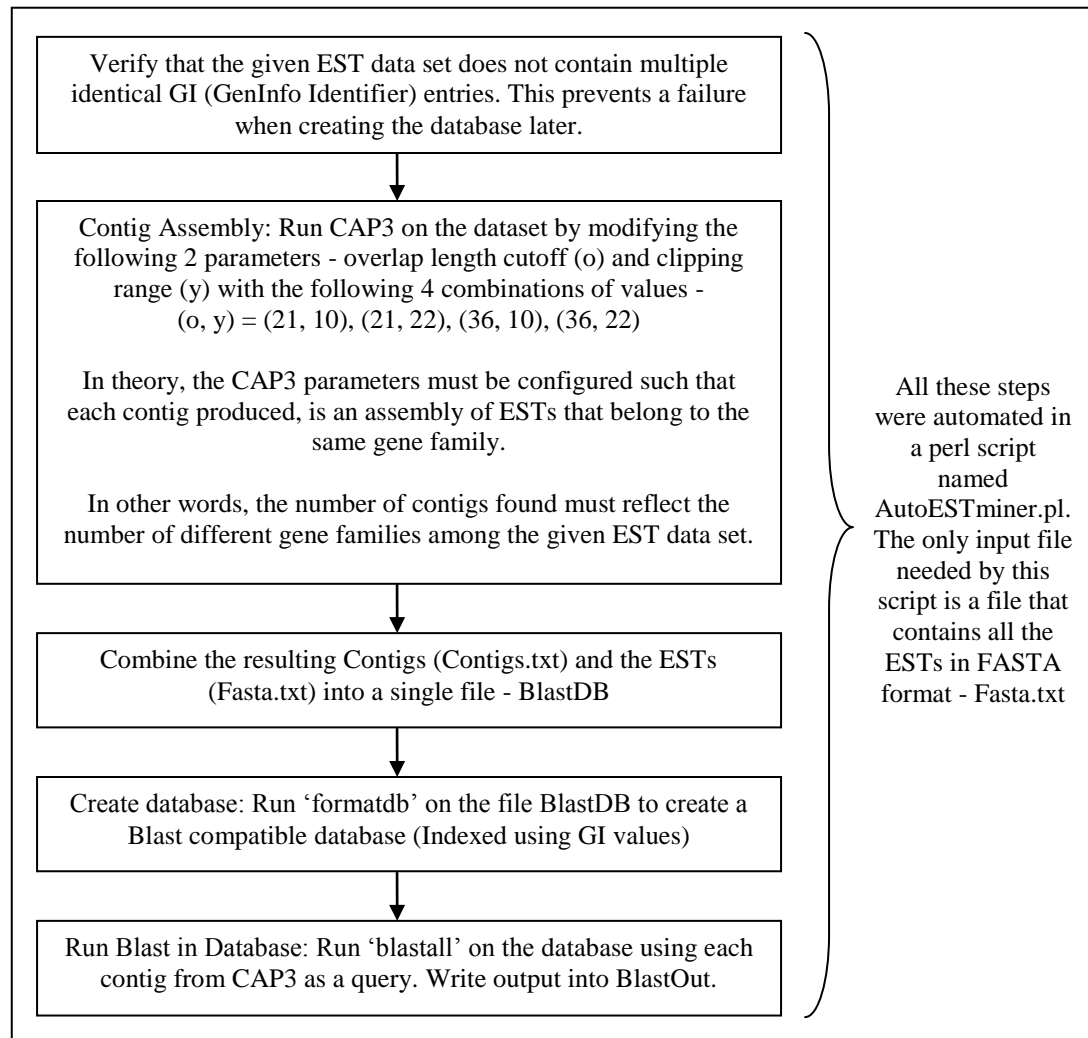 Verify that the given EST data set does not contain multiple
identical GI (GenInfo Identifier) entries. This prevents a failure
when creating the database later.
Contig Assembly: Run CAP3 on the dataset by modifying the
following 2 parameters - overlap length cutoff (o) and clipping
range (y) with the following 4 combinations of values -
(o, y) = (21, 10), (21, 22), (36, 10), (36, 22)
In theory, the CAP3 parameters must be configured such that
each contig produced, is an assembly of ESTs that belong to the
same gene family.
In other words, the number of contigs found must reflect the
number of different gene families among the given EST data set.
Combine the resulting Contigs (Contigs.txt) and the ESTs
(Fasta.txt) into a single file - BlastDB
Create database: Run ‘formatdb’ on the file BlastDB to create a
Blast compatible database (Indexed using GI values)
Run Blast in Database: Run ‘blastall’ on the database using each
contig from CAP3 as a query. Write output into BlastOut.
All these steps
were automated in
a perl script
named
AutoESTminer.pl.
The only input file
needed by this
script is a file that
contains all the
ESTs in FASTA
format - Fasta.txt